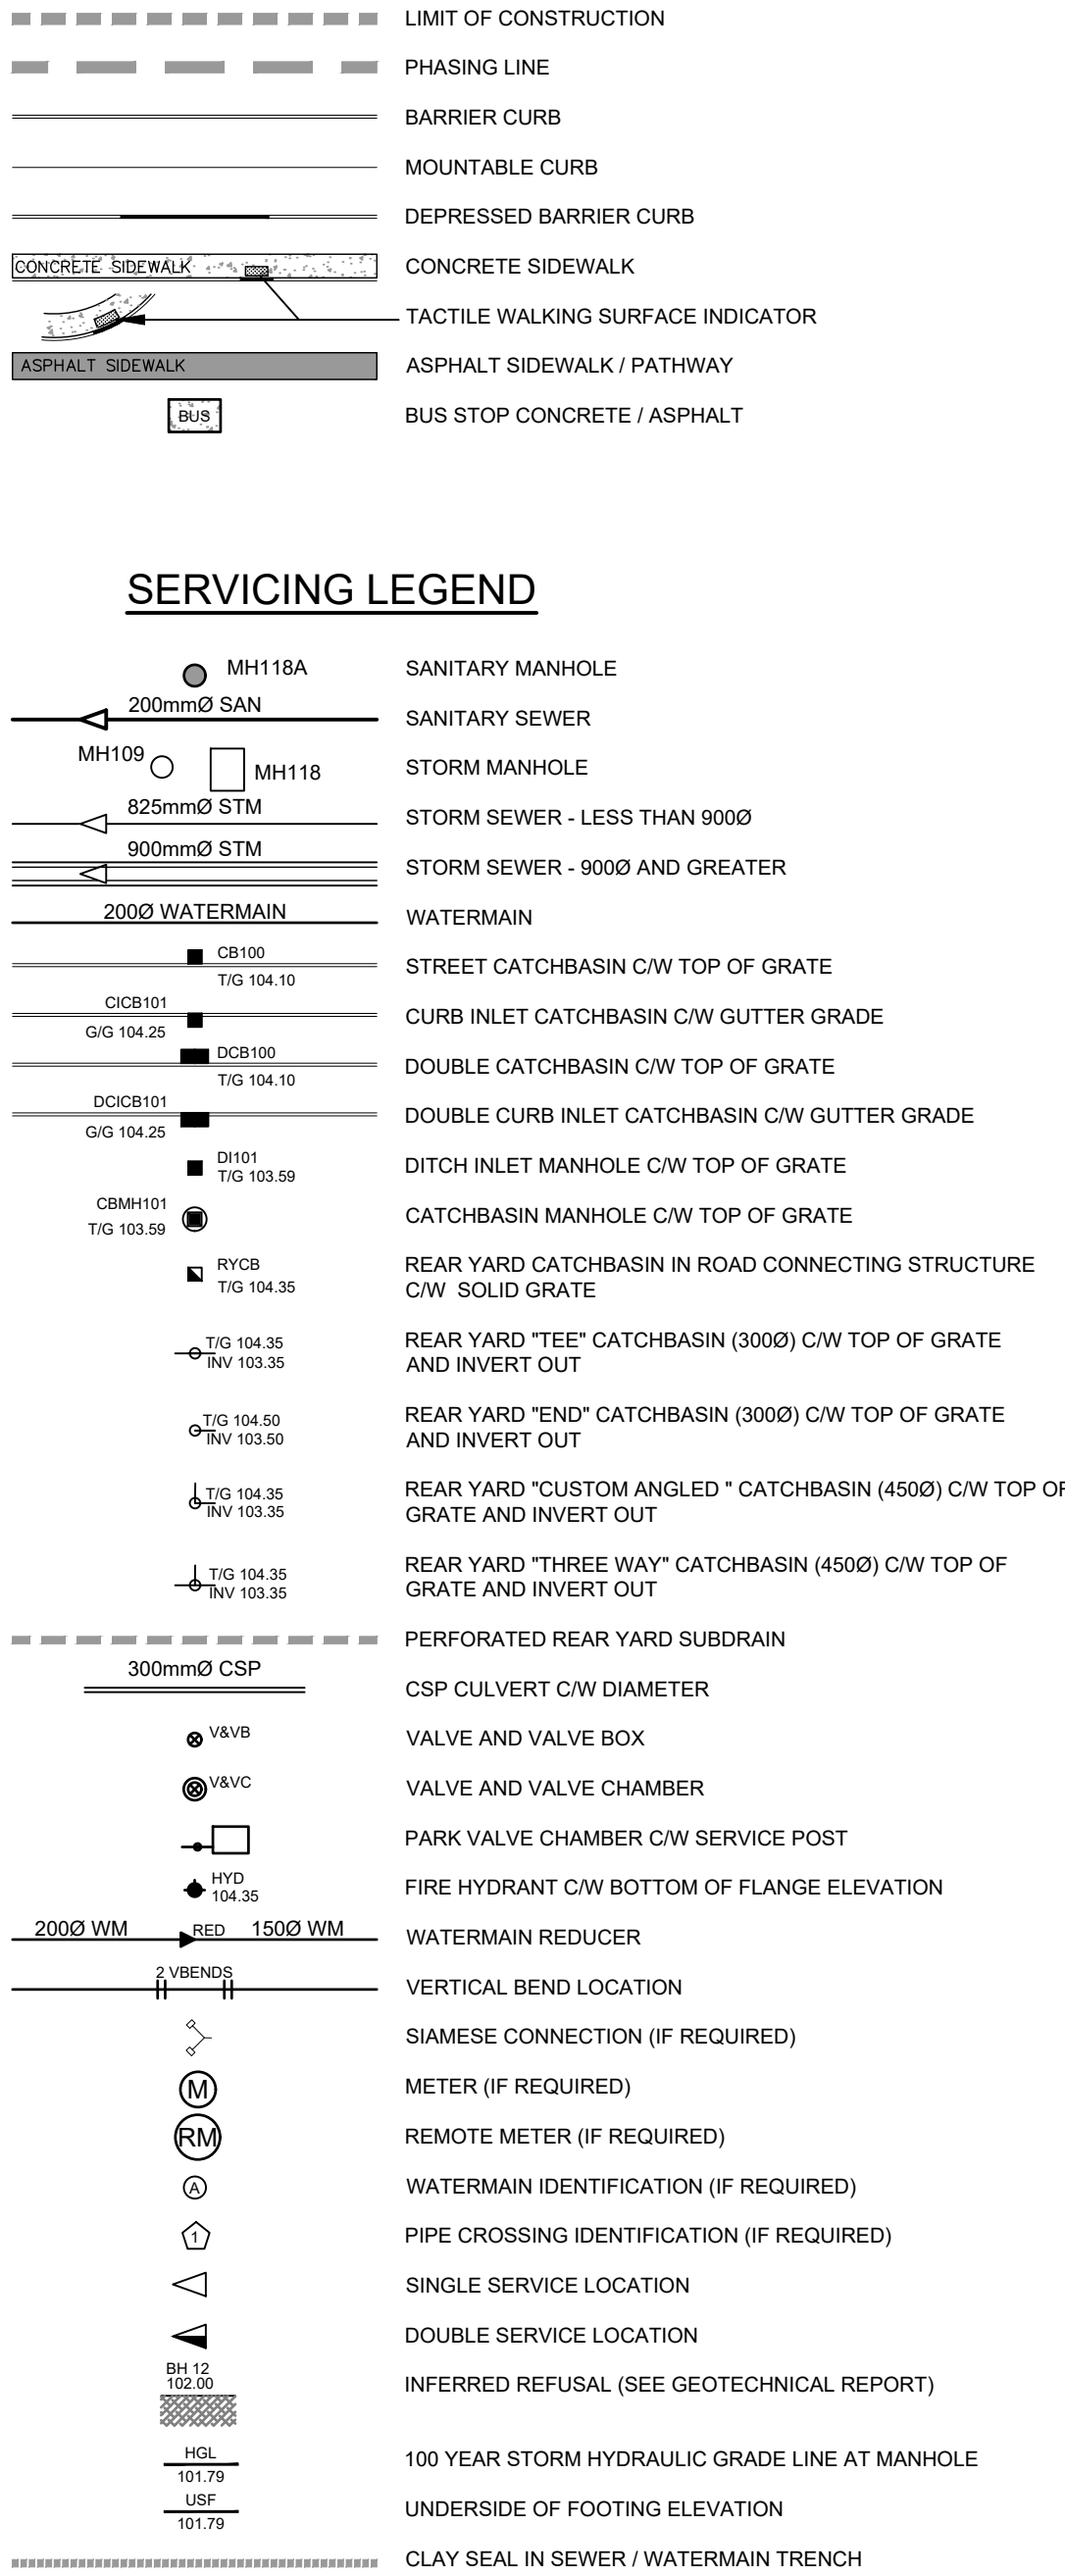 LIMIT OF CONSTRUCTION
PHASING LINE
BARRIER CURB
MOUNTABLE CURB
DEPRESSED BARRIER CURB
CONCRETE SIDEWALK CONCRETE SIDEWALK
TACTILE WALKING SURFACE INDICATOR
ASPHALT SIDEWALK ASPHALT SIDEWALK / PATHWAY
BUS BUS STOP CONCRETE / ASPHALT
SERVICING LEGEND
MH118A SANITARY MANHOLE
200mmØ SAN SANITARY SEWER
MH109 MH118 STORM MANHOLE
825mmØ STM STORM SEWER - LESS THAN 900Ø
900mmØ STM STORM SEWER - 900Ø AND GREATER
200Ø WATERMAIN WATERMAIN
CB100
T/G 104.10
STREET CATCHBASIN C/W TOP OF GRATE
CICB101
G/G 104.25
CURB INLET CATCHBASIN C/W GUTTER GRADE
DCB100
T/G 104.10
DOUBLE CATCHBASIN C/W TOP OF GRATE
DCICB101
G/G 104.25
DOUBLE CURB INLET CATCHBASIN C/W GUTTER GRADE
DI101
T/G 103.59
DITCH INLET MANHOLE C/W TOP OF GRATE
CBMH101
T/G 103.59
CATCHBASIN MANHOLE C/W TOP OF GRATE
RYCB
T/G 104.35
REAR YARD CATCHBASIN IN ROAD CONNECTING STRUCTURE
C/W SOLID GRATE
T/G 104.35
INV 103.35
REAR YARD "TEE" CATCHBASIN (300Ø) C/W TOP OF GRATE
AND INVERT OUT
T/G 104.50
INV 103.50
REAR YARD "END" CATCHBASIN (300Ø) C/W TOP OF GRATE
AND INVERT OUT
T/G 104.35
INV 103.35
REAR YARD "CUSTOM ANGLED " CATCHBASIN (450Ø) C/W TOP OF
GRATE AND INVERT OUT
T/G 104.35
INV 103.35
REAR YARD "THREE WAY" CATCHBASIN (450Ø) C/W TOP OF
GRATE AND INVERT OUT
PERFORATED REAR YARD SUBDRAIN
300mmØ CSP CSP CULVERT C/W DIAMETER
V&VB VALVE AND VALVE BOX
V&VC VALVE AND VALVE CHAMBER
PARK VALVE CHAMBER C/W SERVICE POST
HYD
104.35
FIRE HYDRANT C/W BOTTOM OF FLANGE ELEVATION
200Ø WM RED 150Ø WM WATERMAIN REDUCER
2 VBENDS VERTICAL BEND LOCATION
SIAMESE CONNECTION (IF REQUIRED)
M METER (IF REQUIRED)
RM REMOTE METER (IF REQUIRED)
A WATERMAIN IDENTIFICATION (IF REQUIRED)
1 PIPE CROSSING IDENTIFICATION (IF REQUIRED)
SINGLE SERVICE LOCATION
DOUBLE SERVICE LOCATION
BH 12
102.00
INFERRED REFUSAL (SEE GEOTECHNICAL REPORT)
HGL
101.79
100 YEAR STORM HYDRAULIC GRADE LINE AT MANHOLE
USF
101.79
UNDERSIDE OF FOOTING ELEVATION
CLAY SEAL IN SEWER / WATERMAIN TRENCH